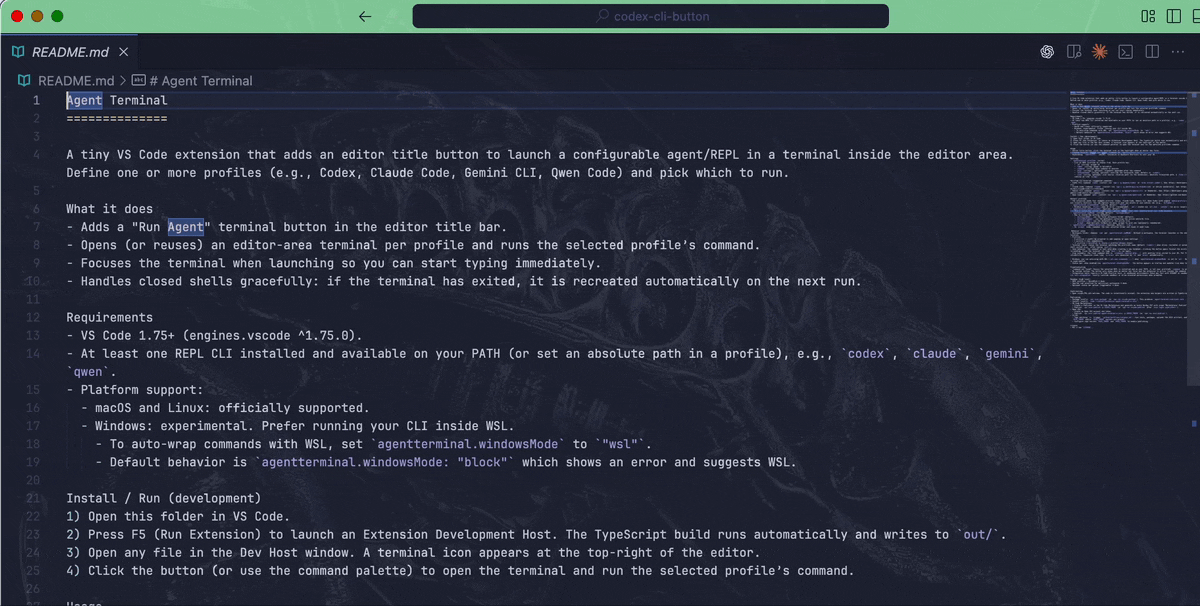 codex-cli-button
README.md
README.md > # Agent Terminal
1 Agent Terminal
2 ==============
3
4 A tiny VS Code extension that adds an editor title button to launch a configurable agent/REPL in a terminal inside the editor area.
Define one or more profiles (e.g., Codex, Claude Code, Gemini CLI, Qwen Code) and pick which to run.
5
6 What it does
7 - Adds a "Run Agent" terminal button in the editor title bar.
8 - Opens (or reuses) an editor-area terminal per profile and runs the selected profile's command.
9 - Focuses the terminal when launching so you can start typing immediately.
10 - Handles closed shells gracefully: if the terminal has exited, it is recreated automatically on the next run.
11
12 Requirements
13 - VS Code 1.75+ (engines.vscode ^1.75.0).
14 - At least one REPL CLI installed and available on your PATH (or set an absolute path in a profile), e.g., `codex`, `claude`, `gemini`,
`qwen`.
15 - Platform support:
16 - macOS and Linux: officially supported.
17 - Windows: experimental. Prefer running your CLI inside WSL.
18 - To auto-wrap commands with WSL, set `agentterminal.windowsMode` to `"wsl"`.
19 - Default behavior is `agentterminal.windowsMode: "block"` which shows an error and suggests WSL.
20
21 Install / Run (development)
22 1) Open this folder in VS Code.
23 2) Press F5 (Run Extension) to launch an Extension Development Host. The TypeScript build runs automatically and writes to `out/`.
24 3) Open any file in the Dev Host window. A terminal icon appears at the top-right of the editor.
25 4) Click the button (or use the command palette) to open the terminal and run the selected profile's command.
26